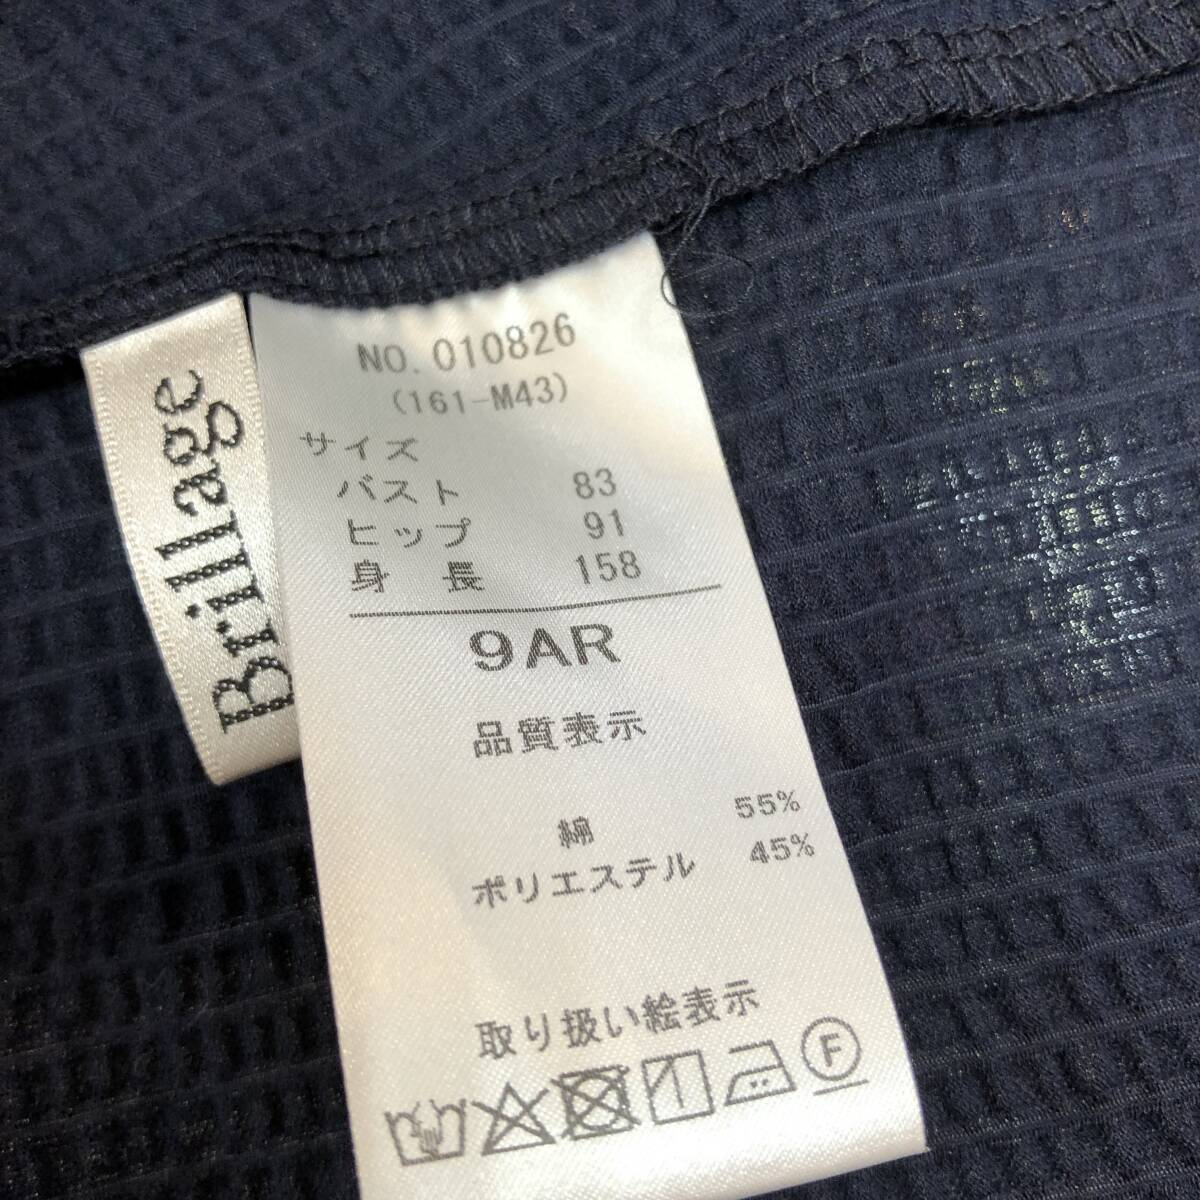 Brillage
NO. 010826
(161-M43)
サイズ
バスト 83
ヒップ 91
身 長 158
9AR
品質表示
綿 55%
ポリエステル 45%
取り扱い絵表示
F